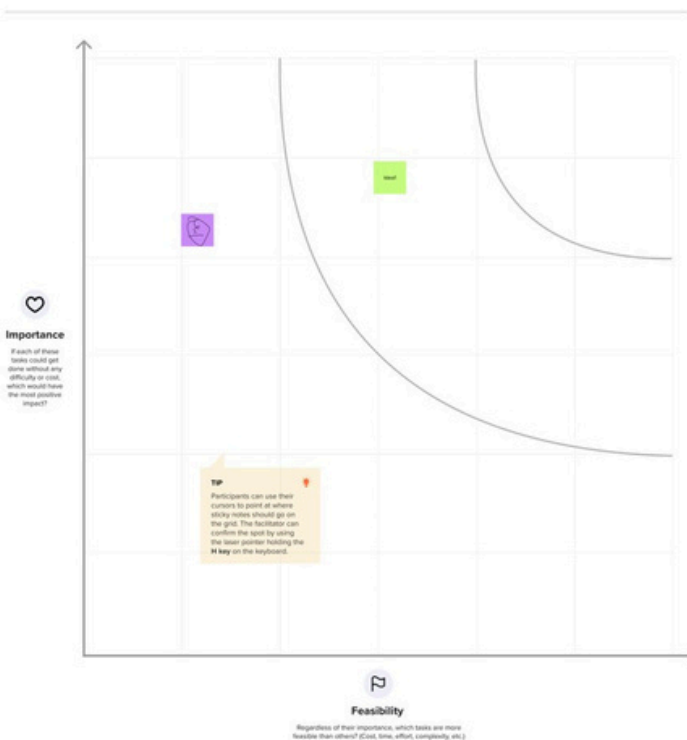 Importance
If each of these
tasks could get
done without any
difficulty or cost,
which would have
the most positive
impact?
TIP
Participants can use their
cursors to point at where
sticky notes should go on
the grid. The facilitator can
confirm the spot by using
the laser pointer holding the
H key on the keyboard.
Feasibility
Regardless of their importance, which tasks are more
feasible than others? (Cost, time, effort, complexity, etc.)